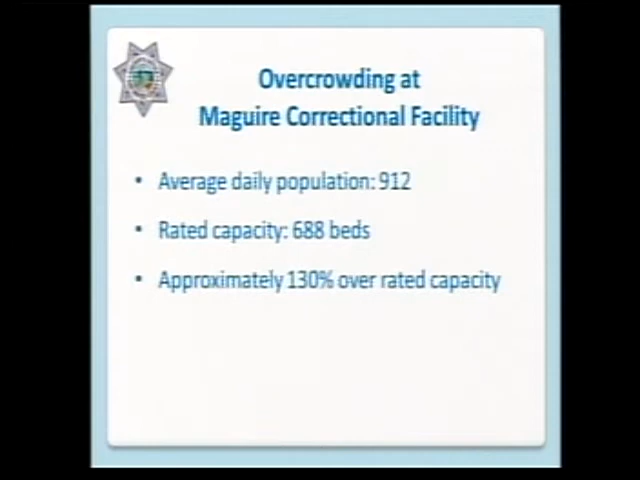 Overcrowding at
Maguire Correctional Facility
• Average daily population: 912
• Rated capacity: 688 beds
• Approximately 130% over rated capacity